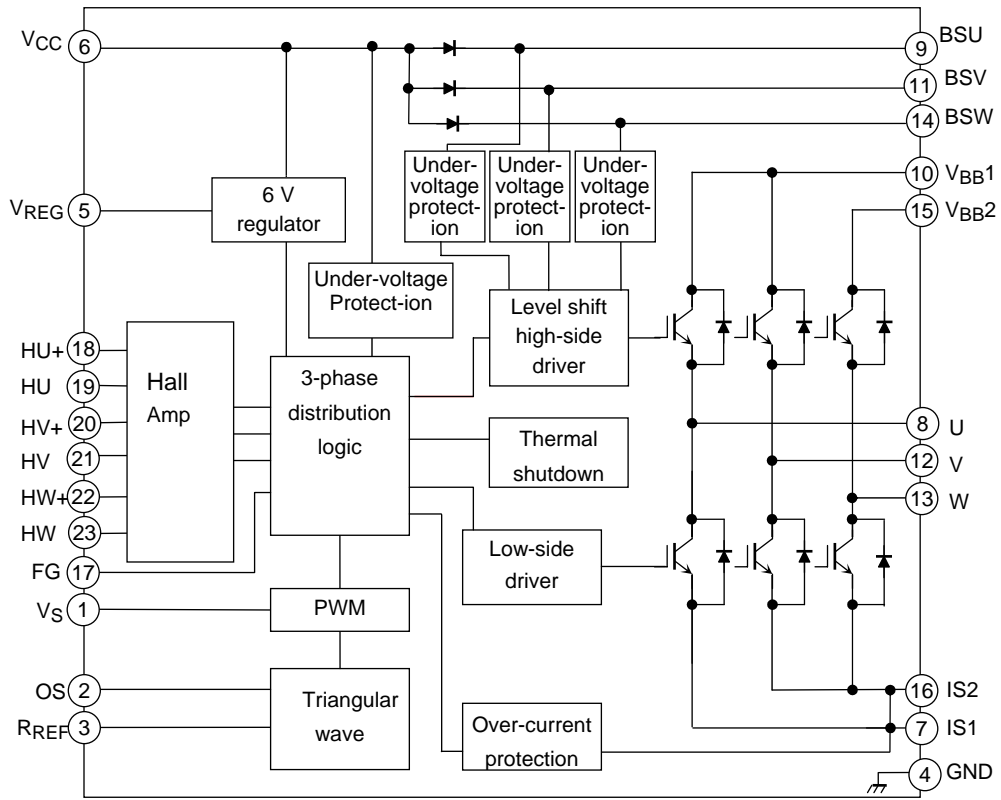 VCC
6
9
BSU
11
BSV
14
BSW
10
VBB1
15
VBB2
Under-
voltage
protect-
ion
Under-
voltage
protect-
ion
Under-
voltage
protect-
ion
VREG
5
6 V
regulator
Under-voltage
Protect-ion
Level shift
high-side
driver
HU+
18
HU
19
HV+
20
HV
21
HW+
22
HW
23
FG
17
VS
1
OS
2
RREF
3
Hall
Amp
3-phase
distribution
logic
Thermal
shutdown
Low-side
driver
PWM
Triangular
wave
Over-current
protection
8
U
12
V
13
W
16
IS2
7
IS1
4
GND